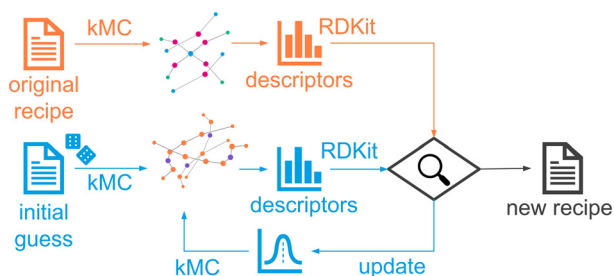 kMC
RDKit
original
recipe
descriptors
kMC
RDKit
initial
guess
descriptors
new recipe
kMC
update